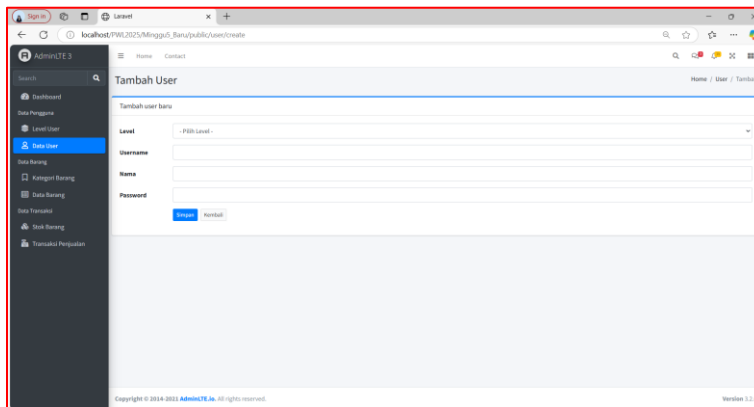 Sign in
Laravel
localhost/PWL2025/Minggu5_Baru/public/user/create
AdminLTE 3
Home Contact
Search
Tambah User
Home / User / Tamba
Dashboard
Data Pengguna
Level User
Data User
Data Barang
Kategori Barang
Data Barang
Data Transaksi
Stok Barang
Transaksi Penjualan
Tambah user baru
Level
- Pilih Level -
Username
Nama
Password
Simpan Kembali
Copyright © 2014-2021 AdminLTE.io. All rights reserved.
Version